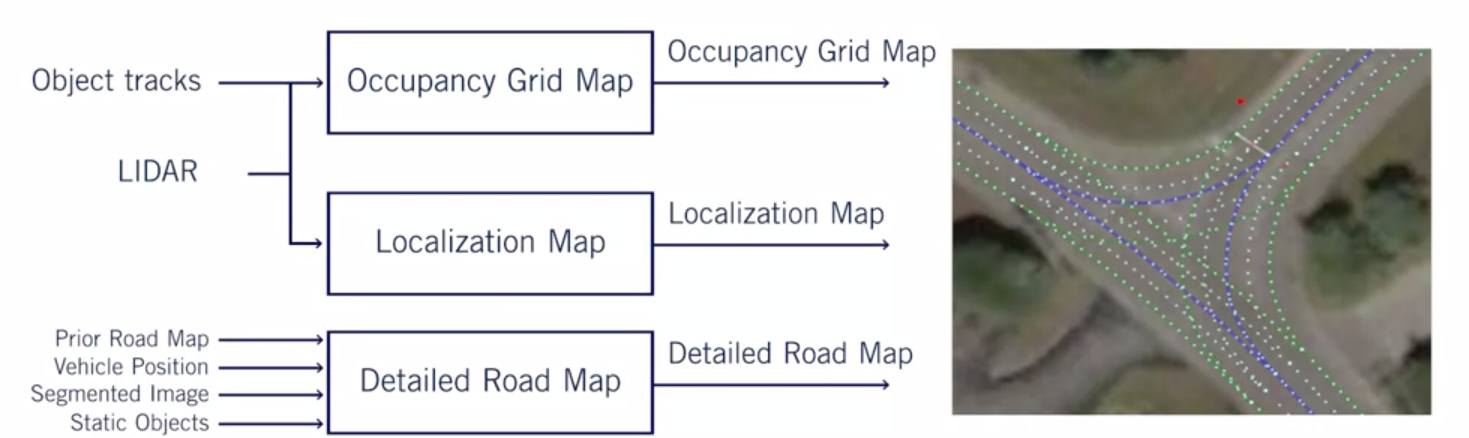 Object tracks
LIDAR
Occupancy Grid Map
Occupancy Grid Map
Localization Map
Localization Map
Prior Road Map
Vehicle Position
Segmented Image
Static Objects
Detailed Road Map
Detailed Road Map